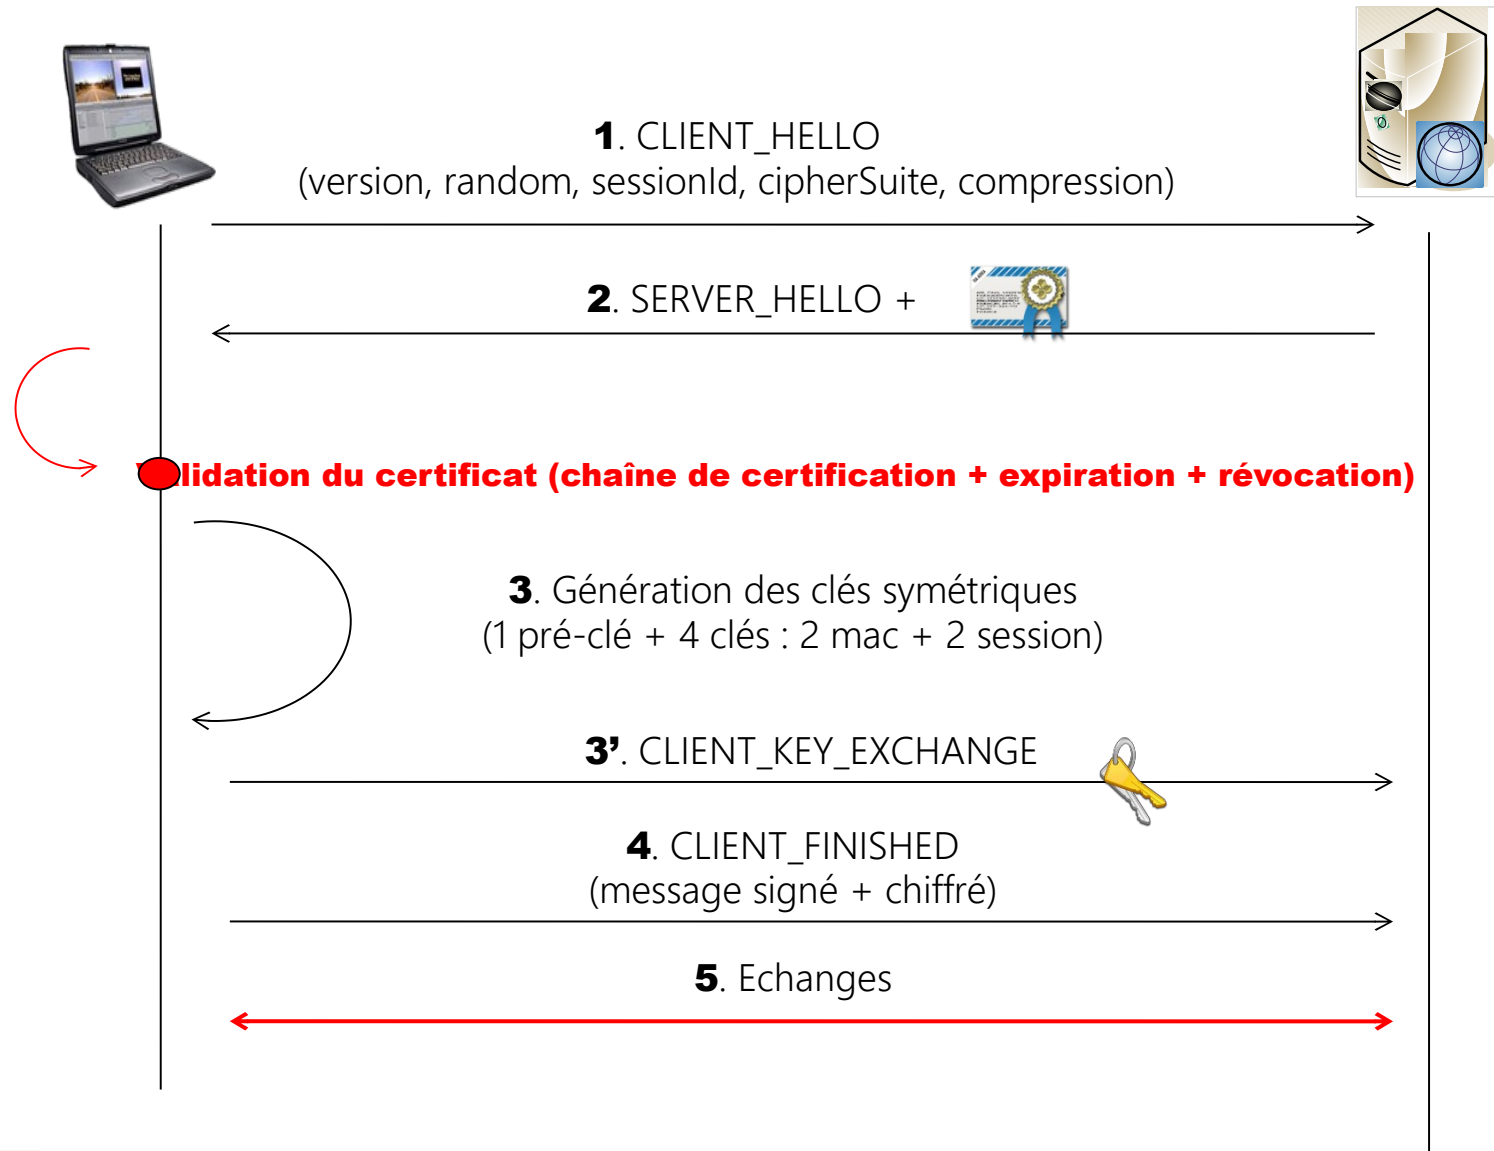 1. CLIENT_HELLO
(version, random, sessionId, cipherSuite, compression)
2. SERVER_HELLO +
Validation du certificat (chaîne de certification + expiration + révocation)
3. Génération des clés symétriques
(1 pré-clé + 4 clés : 2 mac + 2 session)
3’. CLIENT_KEY_EXCHANGE
4. CLIENT_FINISHED
(message signé + chiffré)
5. Echanges